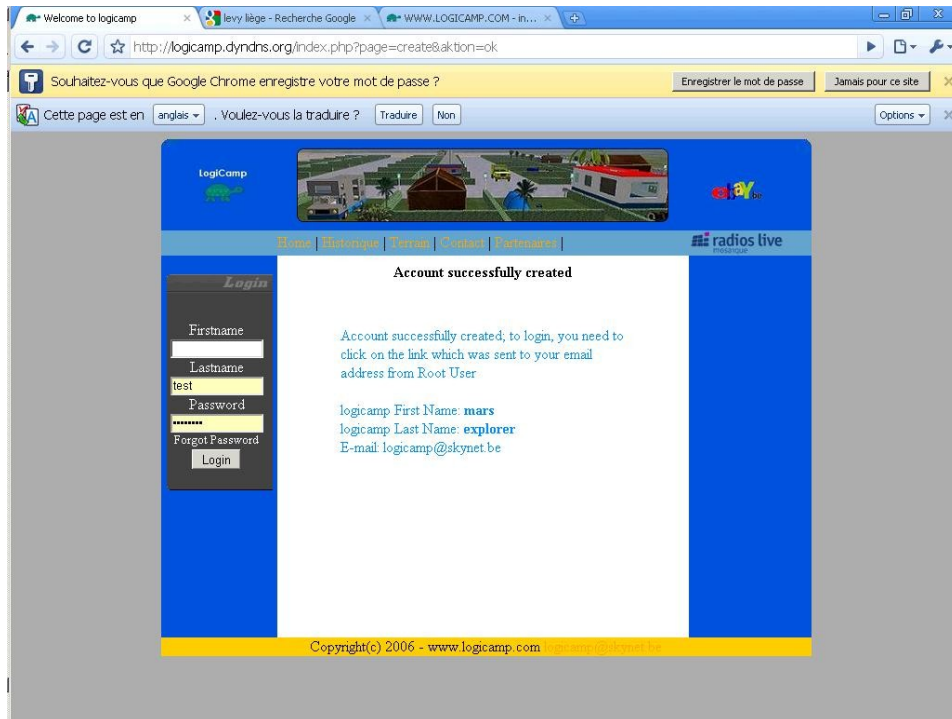 Welcome to logicamp
levy liège - Recherche Google
WWW.LOGICAMP.COM - in...
http://logicamp.dyndns.org/index.php?page=create&aktion=ok
Souhaitez-vous que Google Chrome enregistre votre mot de passe ?
Enregistrer le mot de passe
Jamais pour ce site
Cette page est en anglais . Voulez-vous la traduire ? Traduire Non
Options
LogiCamp
ebay.be
Home | Historique | Terrain | Contact | Partenaires |
radios live
mosaique
Login
Firstname
Lastname
test
Password
Forgot Password
Login
Account successfully created
Account successfully created; to login, you need to
click on the link which was sent to your email
address from Root User
logicamp First Name: mars
logicamp Last Name: explorer
E-mail: logicamp@skynet.be
Copyright(c) 2006 - www.logicamp.com logicamp@skynet.be